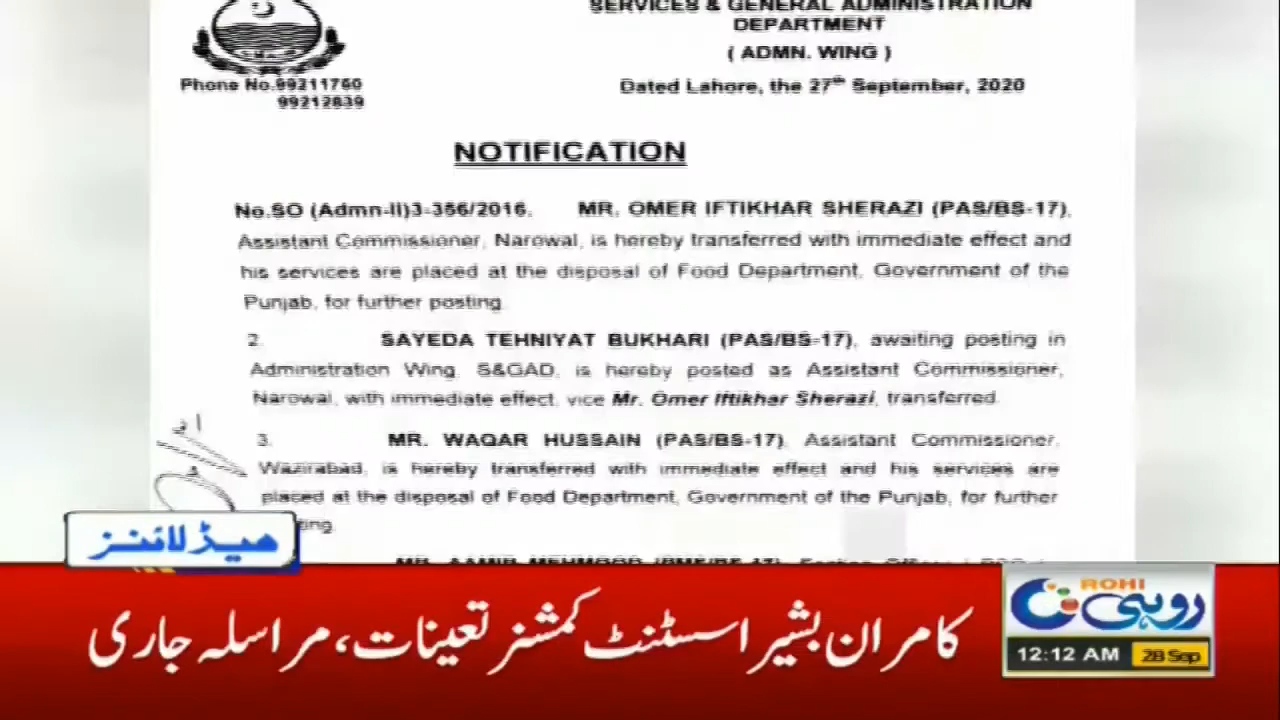 SERVICES & GENERAL ADMINISTRATION
DEPARTMENT
( ADMN. WING )
Phone No.99211760
99212839
Dated Lahore, the 27th September, 2020
NOTIFICATION
No.SO (Admn-II)3-356/2016. MR. OMER IFTIKHAR SHERAZI (PAS/BS-17),
Assistant Commissioner, Narowal, is hereby transferred with immediate effect and
his services are placed at the disposal of Food Department, Government of the
Punjab, for further posting.
2. SAYEDA TEHNIYAT BUKHARI (PAS/BS-17), awaiting posting in
Administration Wing, S&GAD, is hereby posted as Assistant Commissioner,
Narowal, with immediate effect, vice Mr. Omer Iftikhar Sherazi, transferred.
3. MR. WAQAR HUSSAIN (PAS/BS-17), Assistant Commissioner,
Wazirabad, is hereby transferred with immediate effect and his services are
placed at the disposal of Food Department, Government of the Punjab, for further
ting.
MR. AAMIR MEHMOOD
ہیڈلائنز
کامران بشیر اسسٹنٹ کمشنر تعینات، مراسلہ جاری
ROHI
روہی
12:12 AM 28 Sep